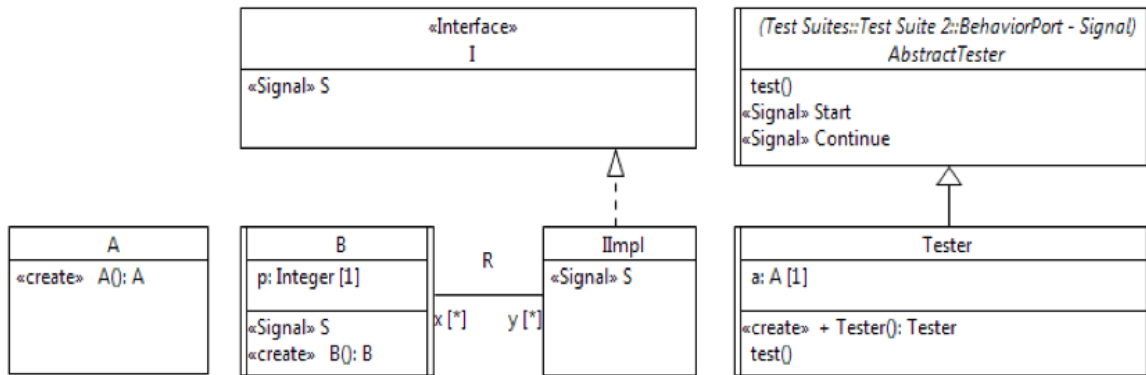 «Interface»
I
«Signal» S
(Test Suites::Test Suite 2::BehaviorPort - Signal)
AbstractTester
test()
«Signal» Start
«Signal» Continue
A
«create» A(): A
B
p: Integer [1]
«Signal» S
«create» B(): B
R
x [*] y [*]
IImpl
«Signal» S
Tester
a: A [1]
«create» + Tester(): Tester
test()